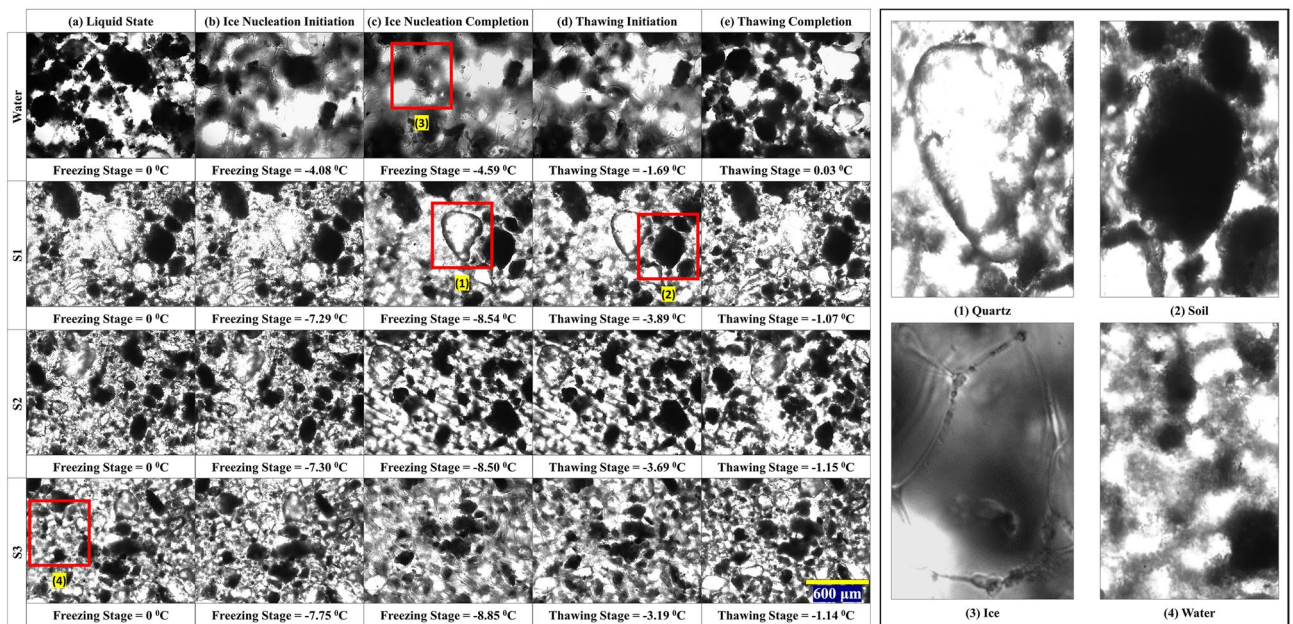 (a) Liquid State (b) Ice Nucleation Initiation (c) Ice Nucleation Completion (d) Thawing Initiation (e) Thawing Completion
Water
(3)
Freezing Stage = 0 ⁰C Freezing Stage = -4.08 ⁰C Freezing Stage = -4.59 ⁰C Thawing Stage = -1.69 ⁰C Thawing Stage = 0.03 ⁰C
S1
(1)
(2)
Freezing Stage = 0 ⁰C Freezing Stage = -7.29 ⁰C Freezing Stage = -8.54 ⁰C Thawing Stage = -3.89 ⁰C Thawing Stage = -1.07 ⁰C
S2
Freezing Stage = 0 ⁰C Freezing Stage = -7.30 ⁰C Freezing Stage = -8.50 ⁰C Thawing Stage = -3.69 ⁰C Thawing Stage = -1.15 ⁰C
S3
(4)
600 µm
Freezing Stage = 0 ⁰C Freezing Stage = -7.75 ⁰C Freezing Stage = -8.85 ⁰C Thawing Stage = -3.19 ⁰C Thawing Stage = -1.14 ⁰C
(1) Quartz (2) Soil
(3) Ice (4) Water